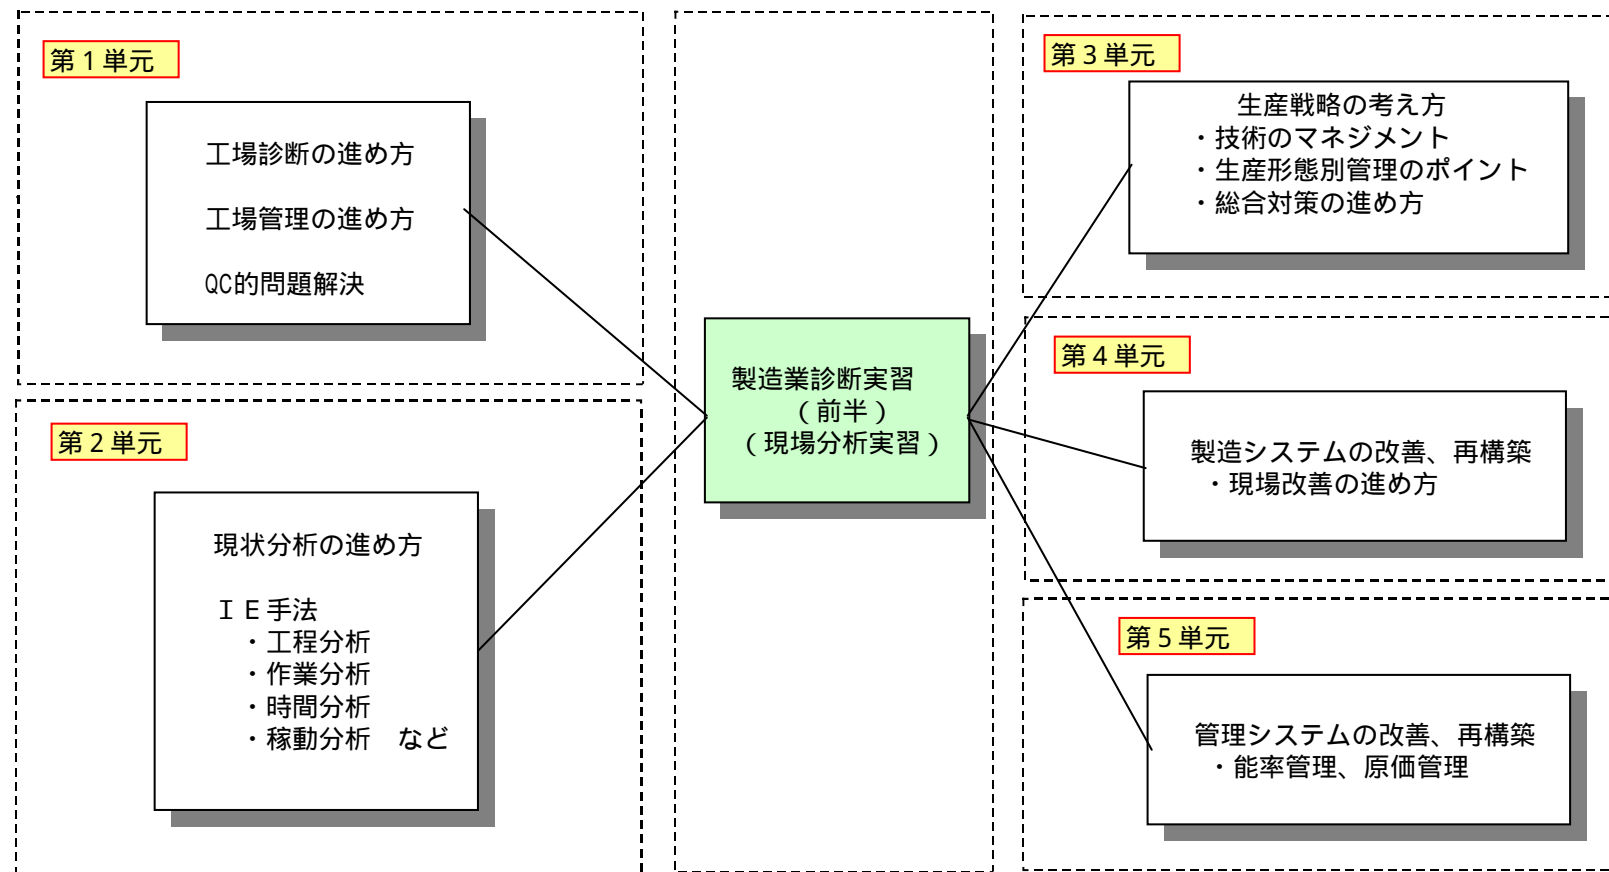 第１単元
工場診断の進め方
工場管理の進め方
QC的問題解決
第２単元
現状分析の進め方
ＩＥ手法
・工程分析
・作業分析
・時間分析
・稼動分析　など
製造業診断実習
（前半）
（現場分析実習）
第３単元
生産戦略の考え方
・技術のマネジメント
・生産形態別管理のポイント
・総合対策の進め方
第４単元
製造システムの改善、再構築
・現場改善の進め方
第５単元
管理システムの改善、再構築
・能率管理、原価管理